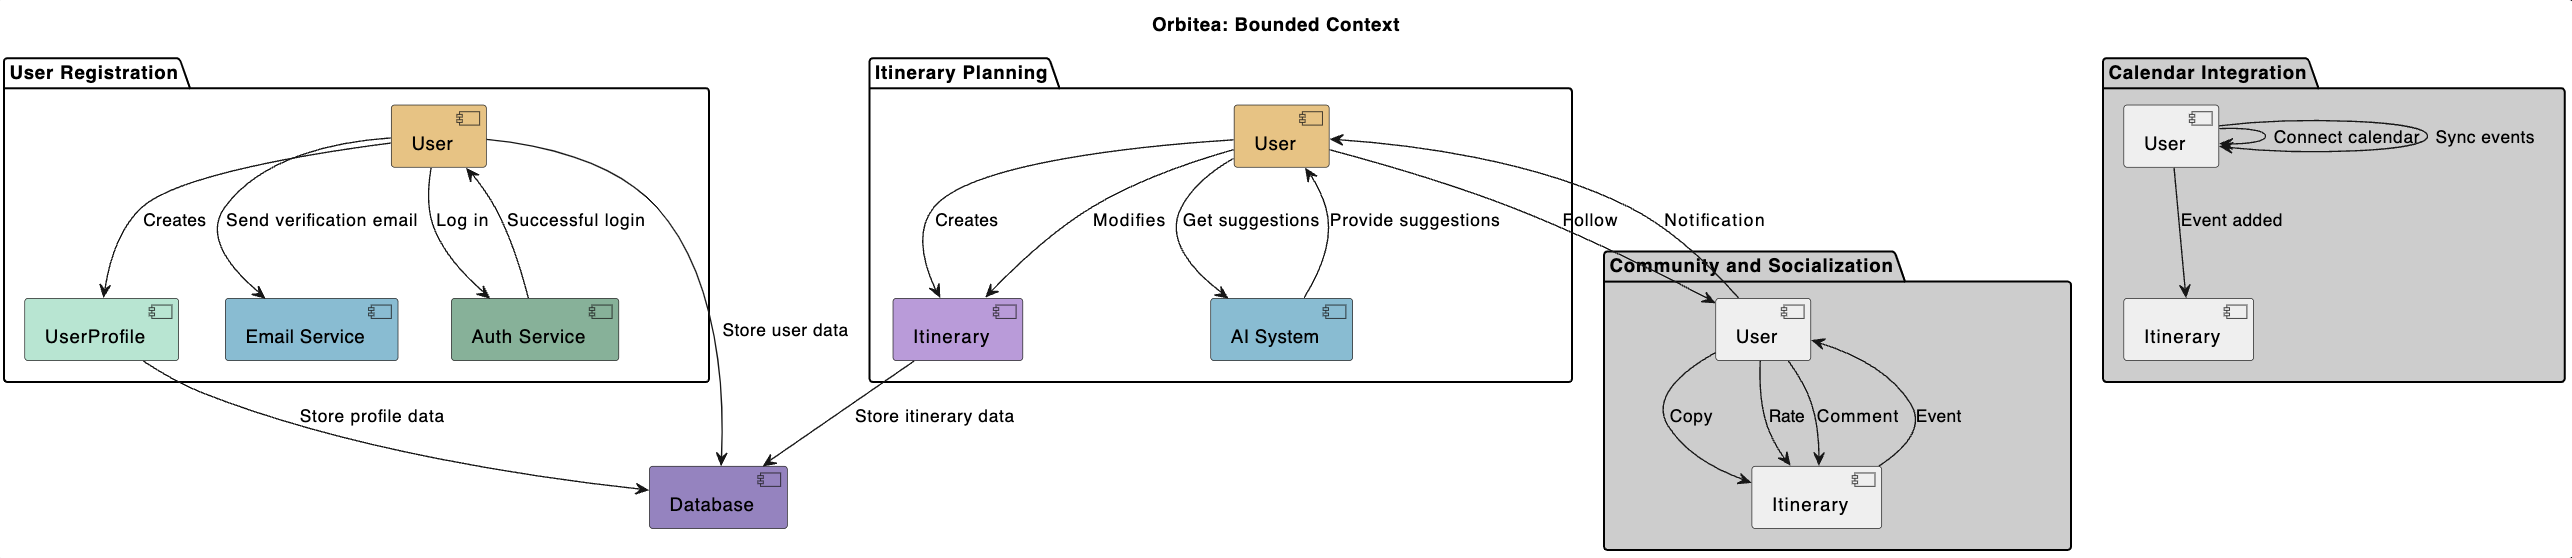 Orbitea: Bounded Context
User Registration
User
Creates
Send verification email
Log in
Successful login
UserProfile
Email Service
Auth Service
Store user data
Store profile data
Database
Itinerary Planning
User
Creates
Modifies
Get suggestions
Provide suggestions
Follow
Notification
Itinerary
AI System
Store itinerary data
Community and Socialization
User
Copy
Rate
Comment
Event
Itinerary
Calendar Integration
User
Connect calendar
Sync events
Event added
Itinerary